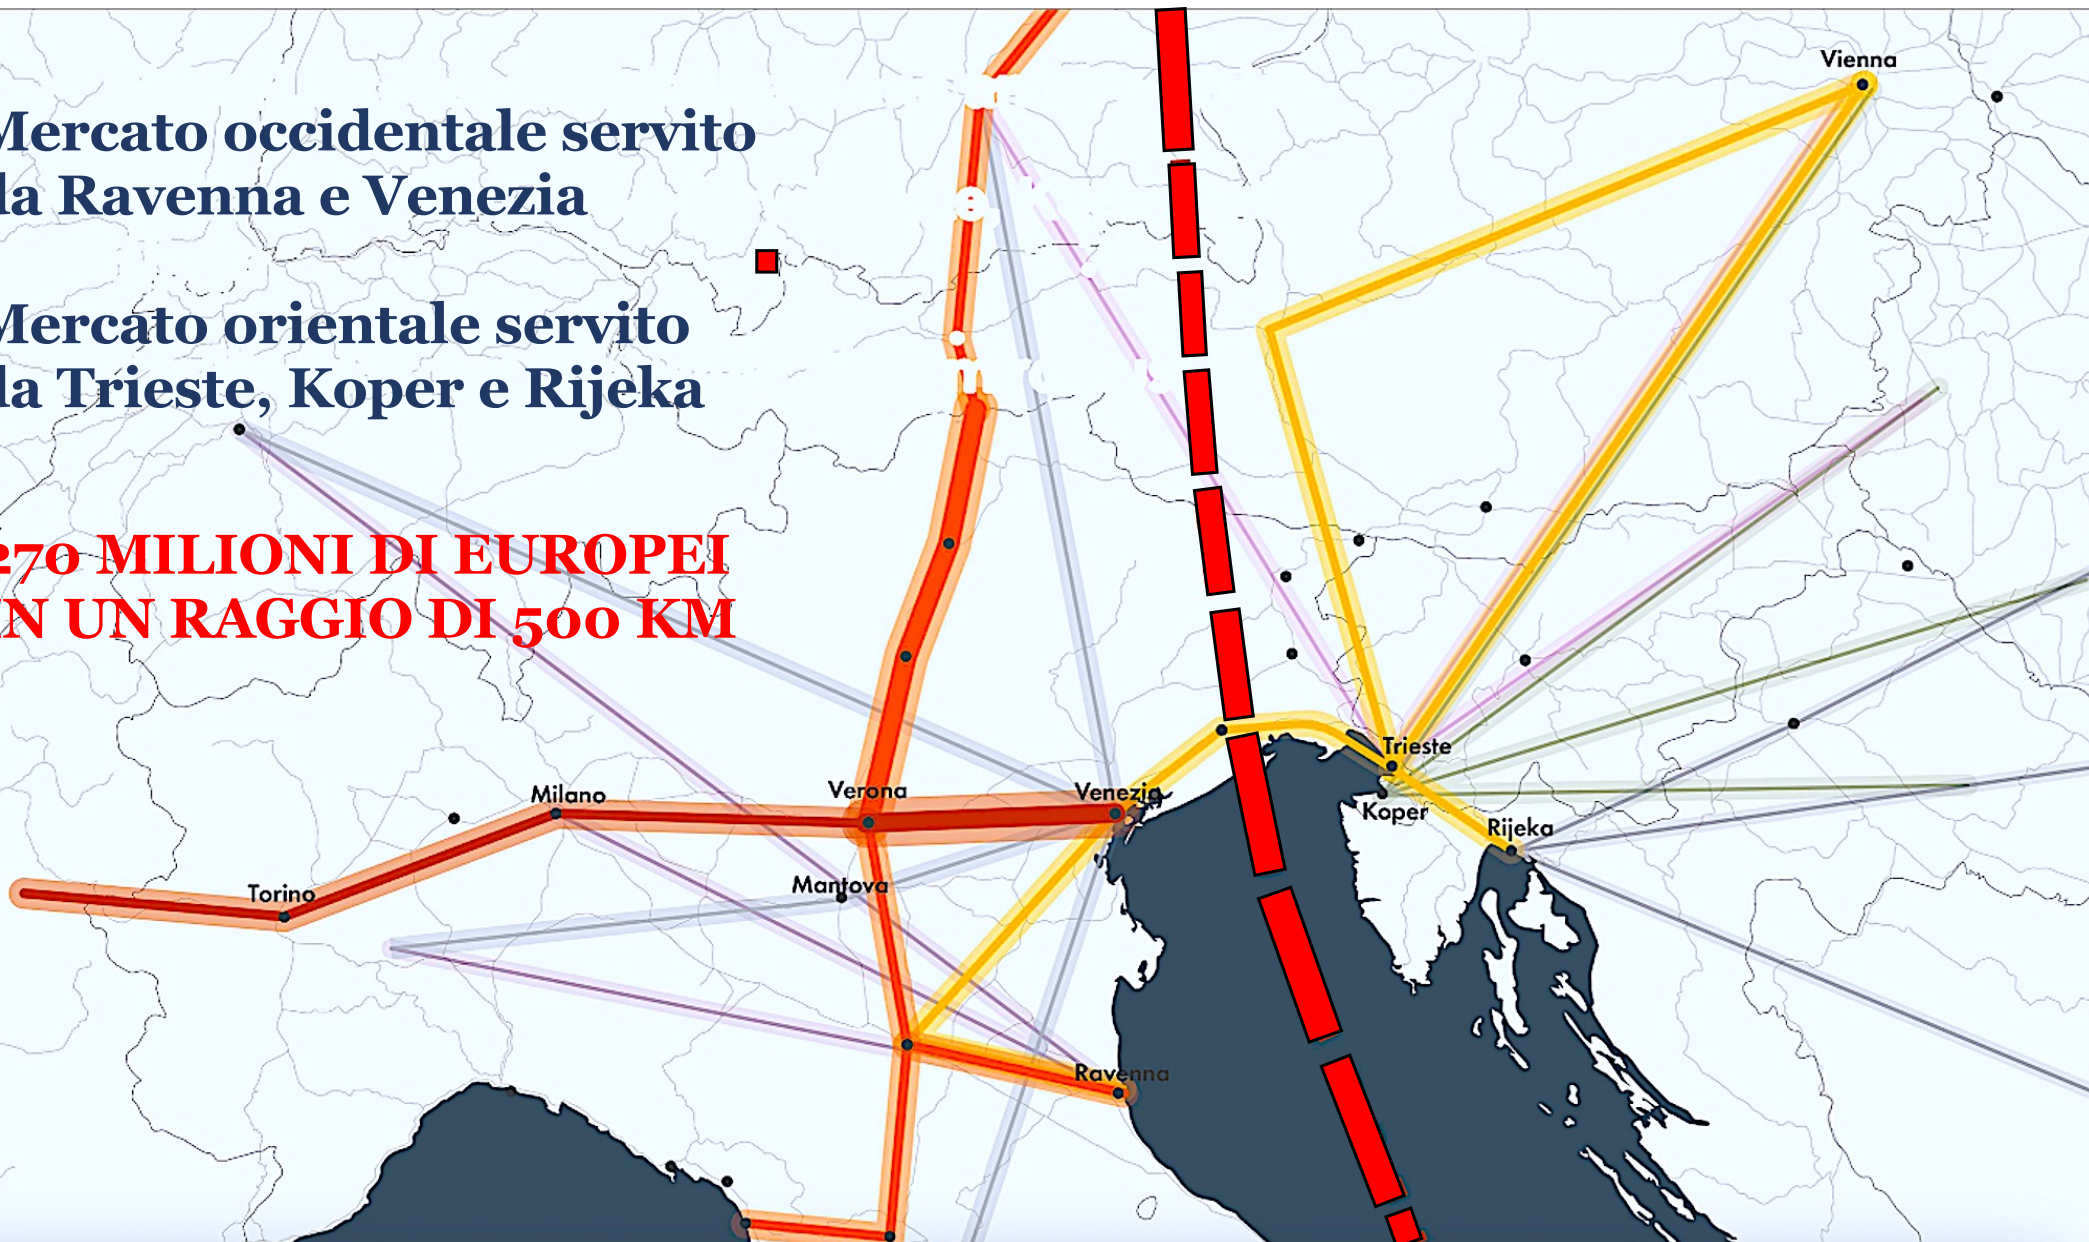 Mercato occidentale servito
da Ravenna e Venezia
Mercato orientale servito
da Trieste, Koper e Rijeka
270 MILIONI DI EUROPEI
IN UN RAGGIO DI 500 KM
Vienna
Trieste
Koper
Rijeka
Venezia
Verona
Milano
Torino
Mantova
Ravenna